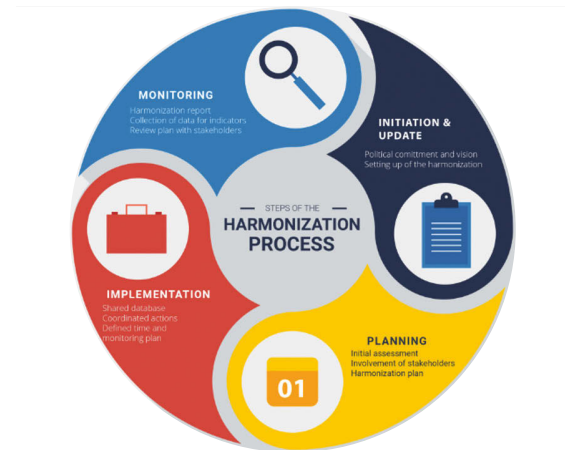 MONITORING
Harmonization report
Collection of data for indicators
Review plan with stakeholders
INITIATION &
UPDATE
Political comittment and vision
Setting up of the harmonization
STEPS OF THE
HARMONIZATION
PROCESS
IMPLEMENTATION
Shared database
Coordinated actions
Defined time and
monitoring plan
PLANNING
Initial assessment
Involvement of stakeholders
Harmonization plan
01